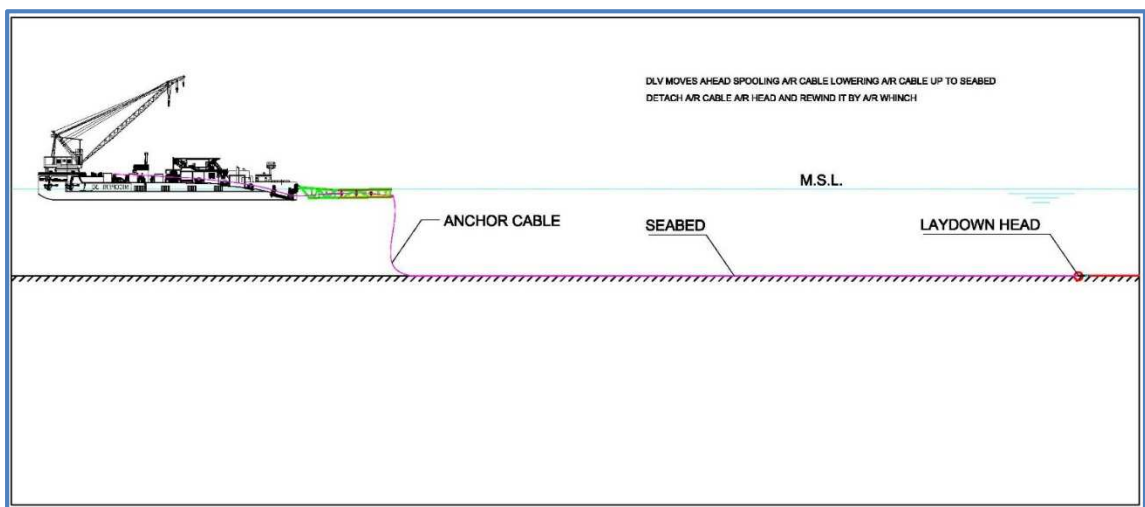 DLV MOVES AHEAD SPOOLING A/R CABLE LOWERING A/R CABLE UP TO SEABED
DETACH A/R CABLE A/R HEAD AND REWIND IT BY A/R WHINCH
M.S.L.
ANCHOR CABLE
SEABED
LAYDOWN HEAD